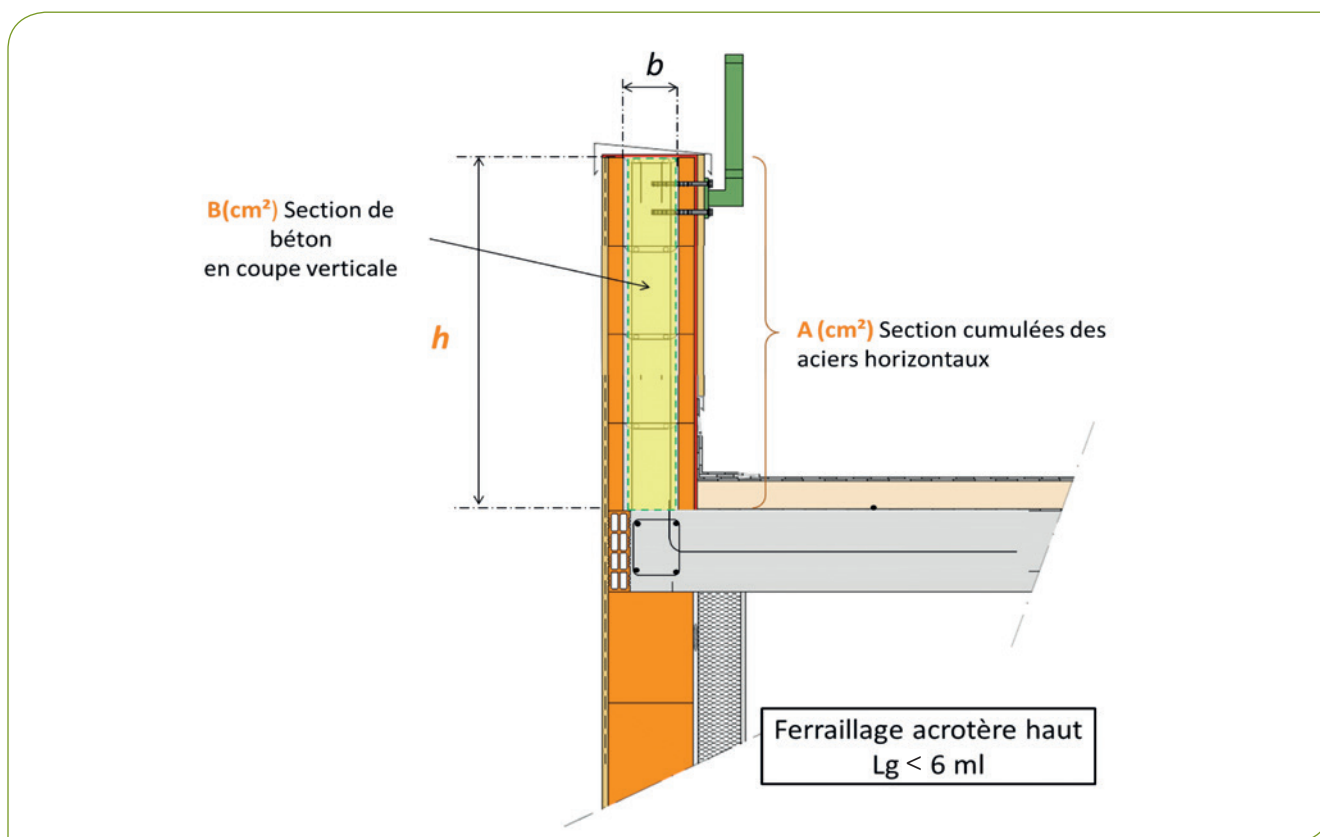 b
B(cm²) Section de
béton
en coupe verticale
h
A (cm²) Section cumulées des
aciers horizontaux
Ferraillage acrotère haut
Lg < 6 ml